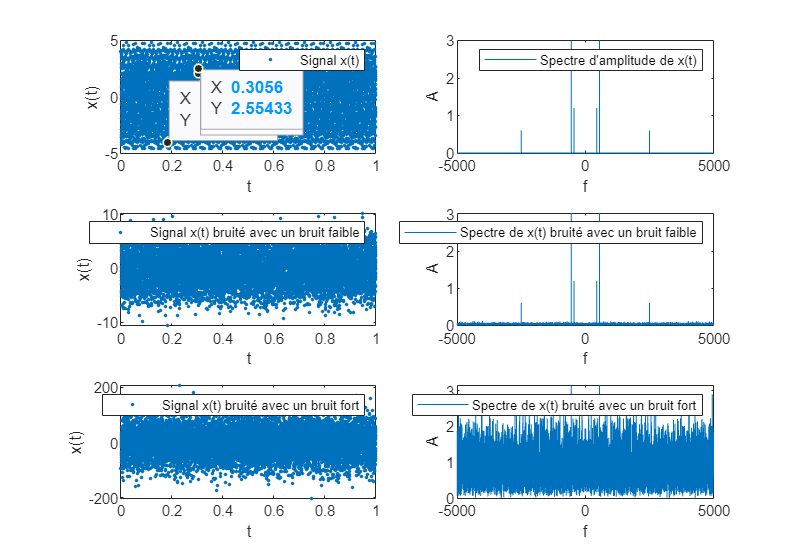 5
0
-5
x(t)
Signal x(t)
X 0.3056
Y 2.55433
X
Y
0 0.2 0.4 0.6 0.8 1
t
3
2
1
0
A
Spectre d'amplitude de x(t)
-5000 0 5000
f
10
0
-10
x(t)
Signal x(t) bruité avec un bruit faible
0 0.2 0.4 0.6 0.8 1
t
3
2
1
0
A
Spectre de x(t) bruité avec un bruit faible
-5000 0 5000
f
200
0
-200
x(t)
Signal x(t) bruité avec un bruit fort
0 0.2 0.4 0.6 0.8 1
t
3
2
1
0
A
Spectre de x(t) bruité avec un bruit fort
-5000 0 5000
f